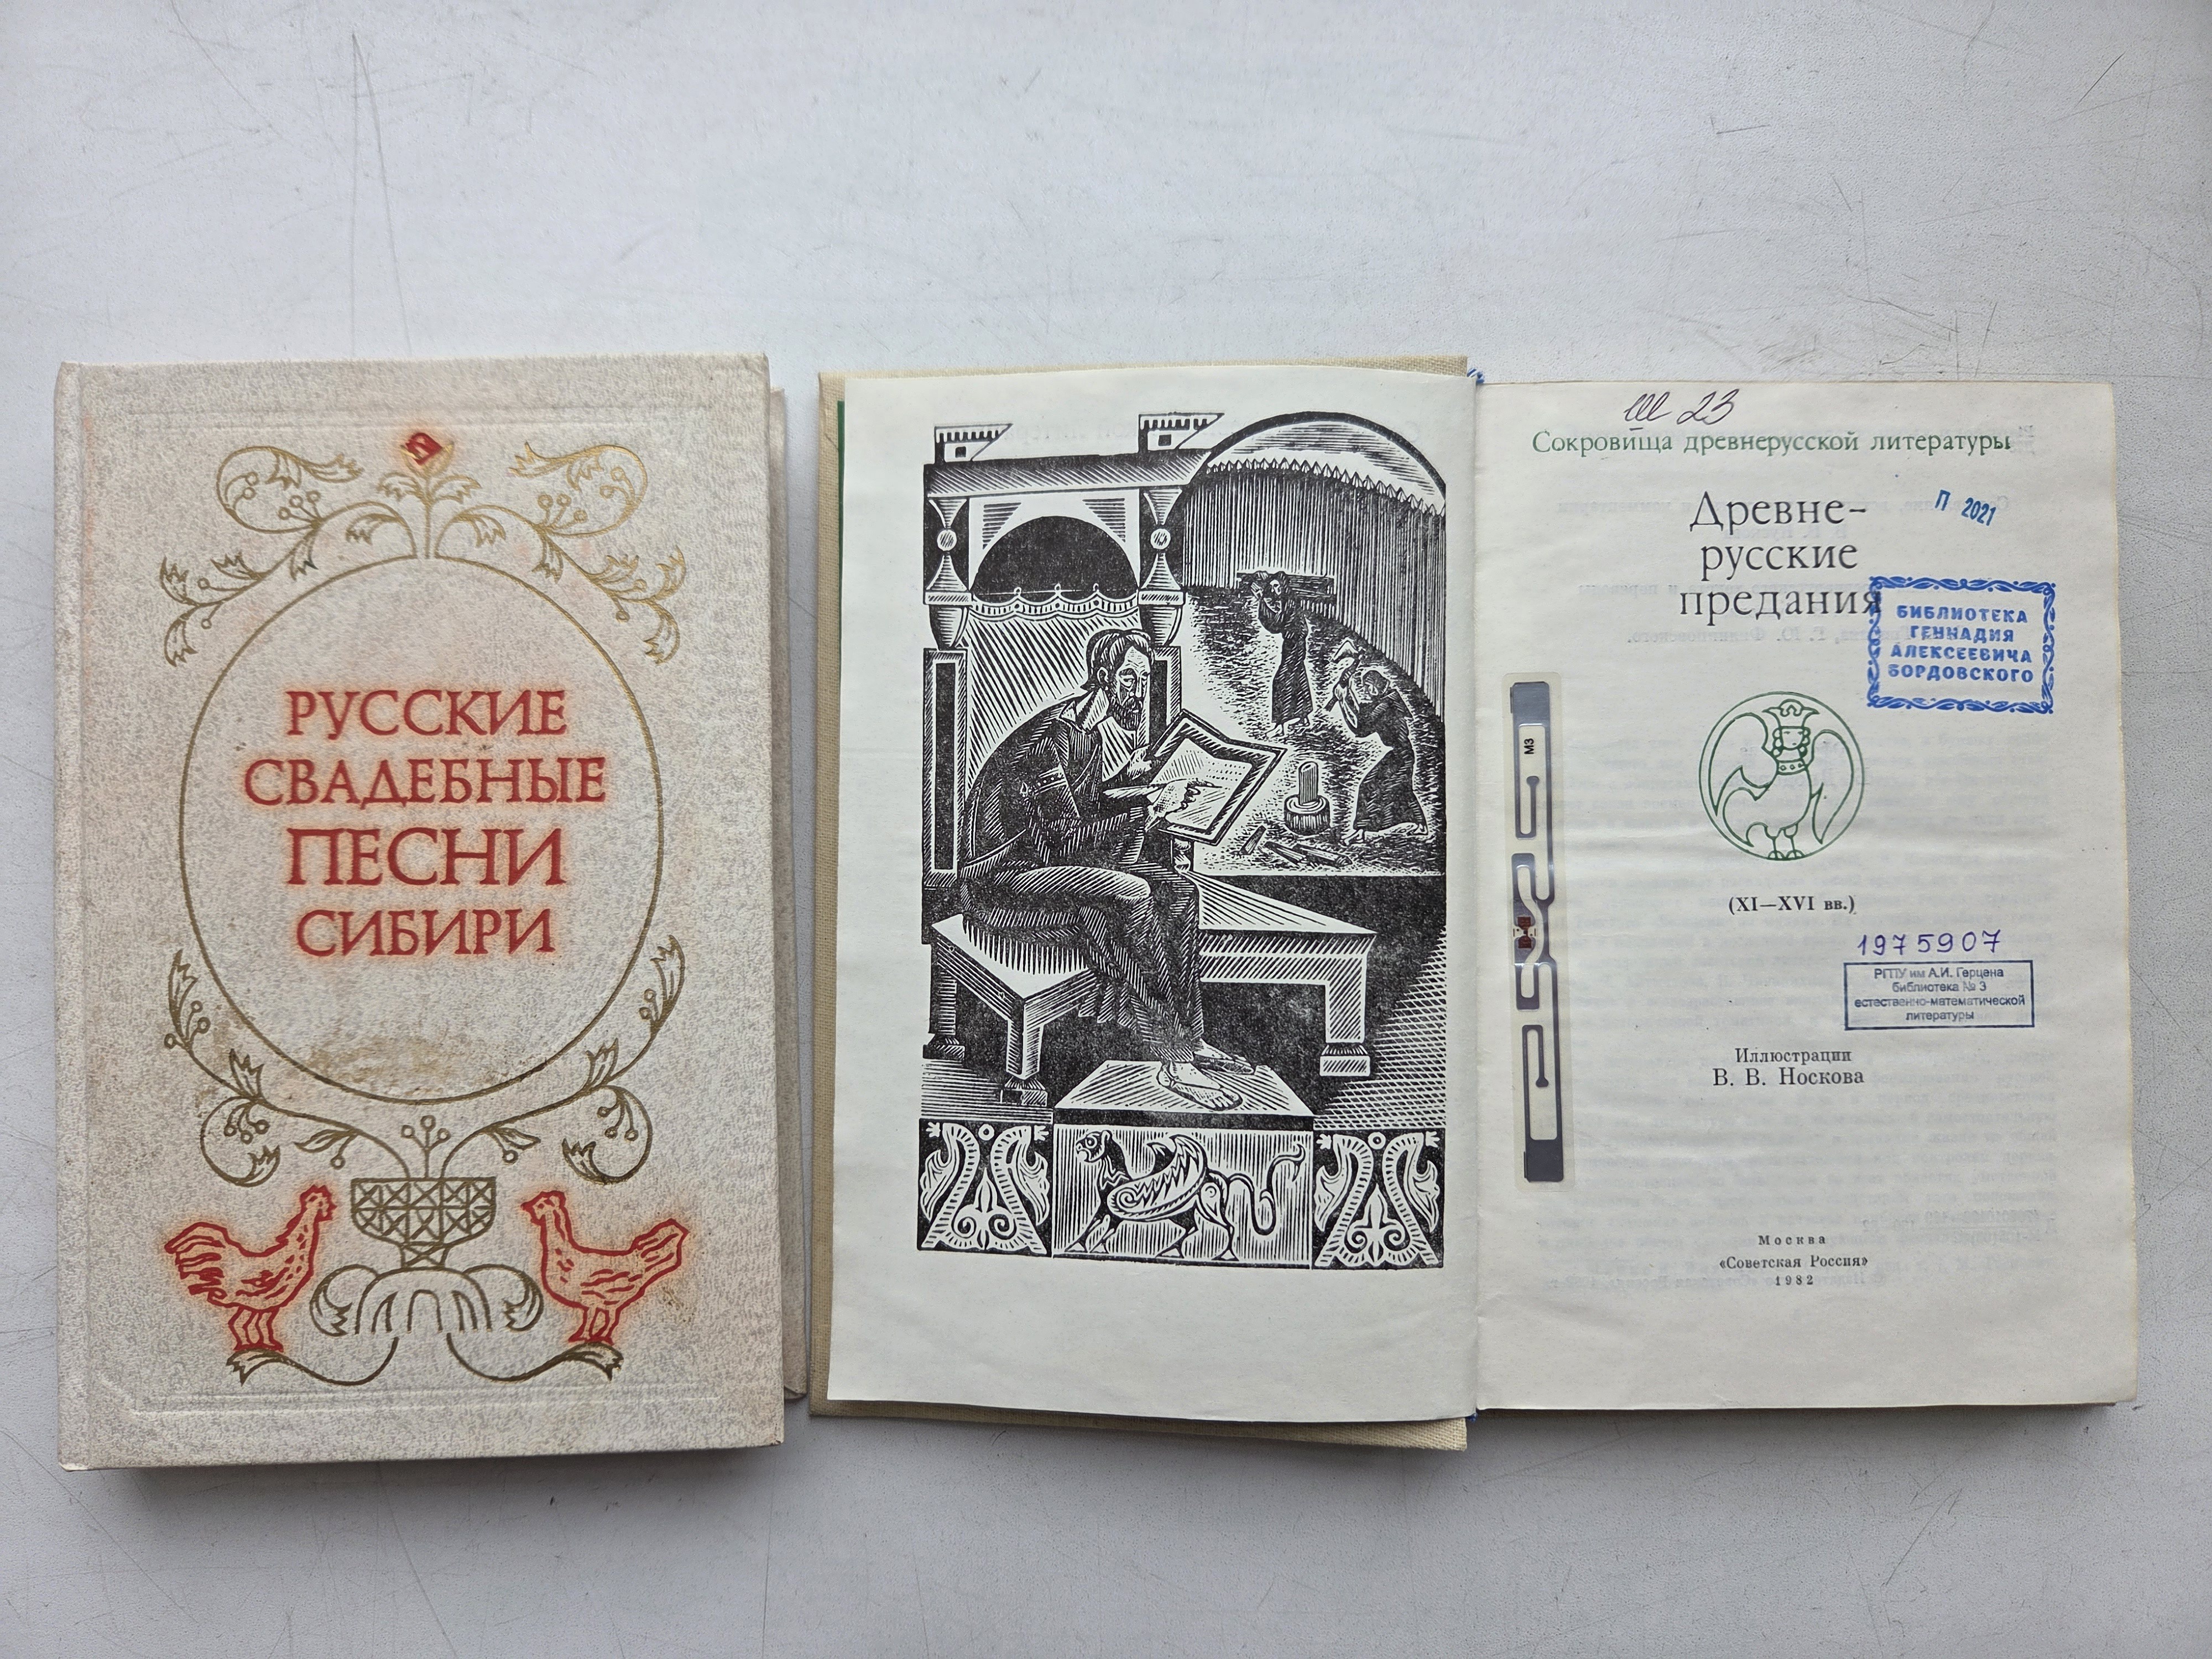 РУССКИЕ
СВАДЕБНЫЕ
ПЕСНИ
СИБИРИ
Ш 23
Сокровища древнерусской литературы
Древне-
русские
предания
П 2021
БИБЛИОТЕКА
ГЕННАДИЯ
АЛЕКСЕЕВИЧА
БОРДОВСКОГО
М3
(XI—XVI вв.)
1975907
РГПУ им А.И. Герцена
библиотека № 3
естественно-математической
литературы
Иллюстрации
В. В. Носкова
Москва
«Советская Россия»
1982